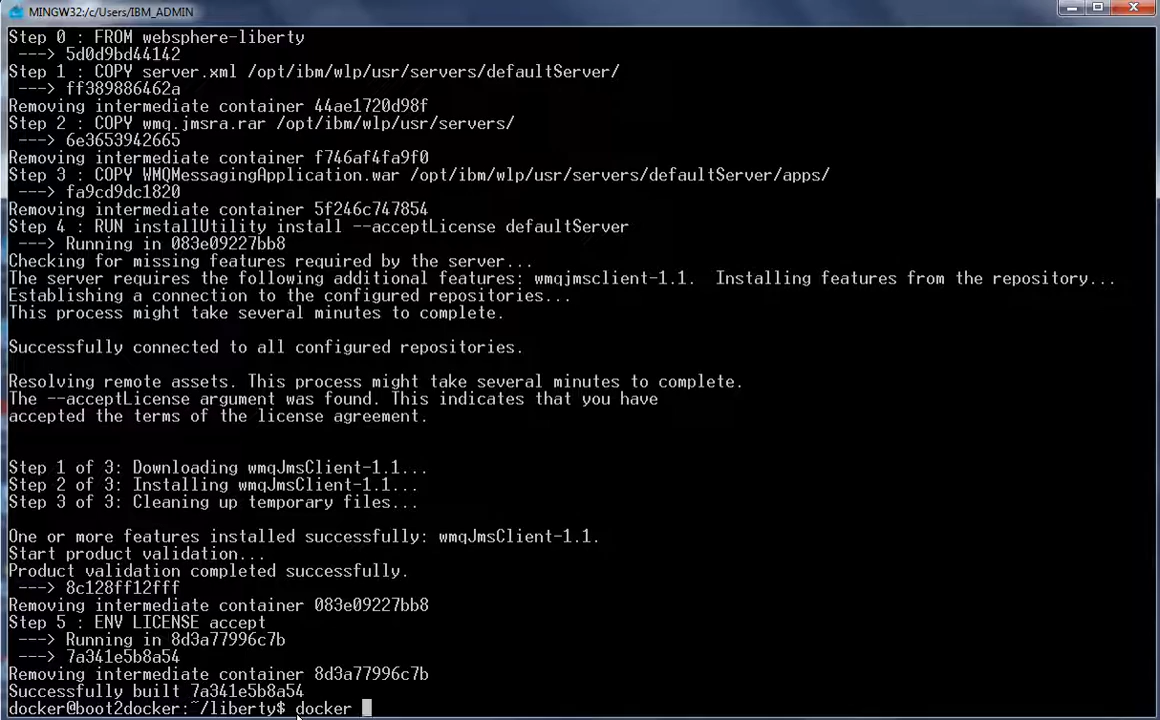 MINGW32:/c/Users/IBM_ADMIN
Step 0 : FROM websphere-liberty
 ---> 5d0d9bd44142
Step 1 : COPY server.xml /opt/ibm/wlp/usr/servers/defaultServer/
 ---> ff389886462a
Removing intermediate container 44ae1720d98f
Step 2 : COPY wmq.jmsra.rar /opt/ibm/wlp/usr/servers/
 ---> 6e3653942665
Removing intermediate container f746af4fa9f0
Step 3 : COPY WMQMessagingApplication.war /opt/ibm/wlp/usr/servers/defaultServer/apps/
 ---> fa9cd9dc1820
Removing intermediate container 5f246c747854
Step 4 : RUN installUtility install --acceptLicense defaultServer
 ---> Running in 083e09227bb8
Checking for missing features required by the server...
The server requires the following additional features: wmqjmsclient-1.1.  Installing features from the repository...
Establishing a connection to the configured repositories...
This process might take several minutes to complete.
Successfully connected to all configured repositories.
Resolving remote assets. This process might take several minutes to complete.
The --acceptLicense argument was found. This indicates that you have
accepted the terms of the license agreement.
Step 1 of 3: Downloading wmqJmsClient-1.1...
Step 2 of 3: Installing wmqJmsClient-1.1...
Step 3 of 3: Cleaning up temporary files...
One or more features installed successfully: wmqJmsClient-1.1.
Start product validation...
Product validation completed successfully.
 ---> 8c128ff12fff
Removing intermediate container 083e09227bb8
Step 5 : ENV LICENSE accept
 ---> Running in 8d3a77996c7b
 ---> 7a341e5b8a54
Removing intermediate container 8d3a77996c7b
Successfully built 7a341e5b8a54
docker@boot2docker:~/liberty$ docker